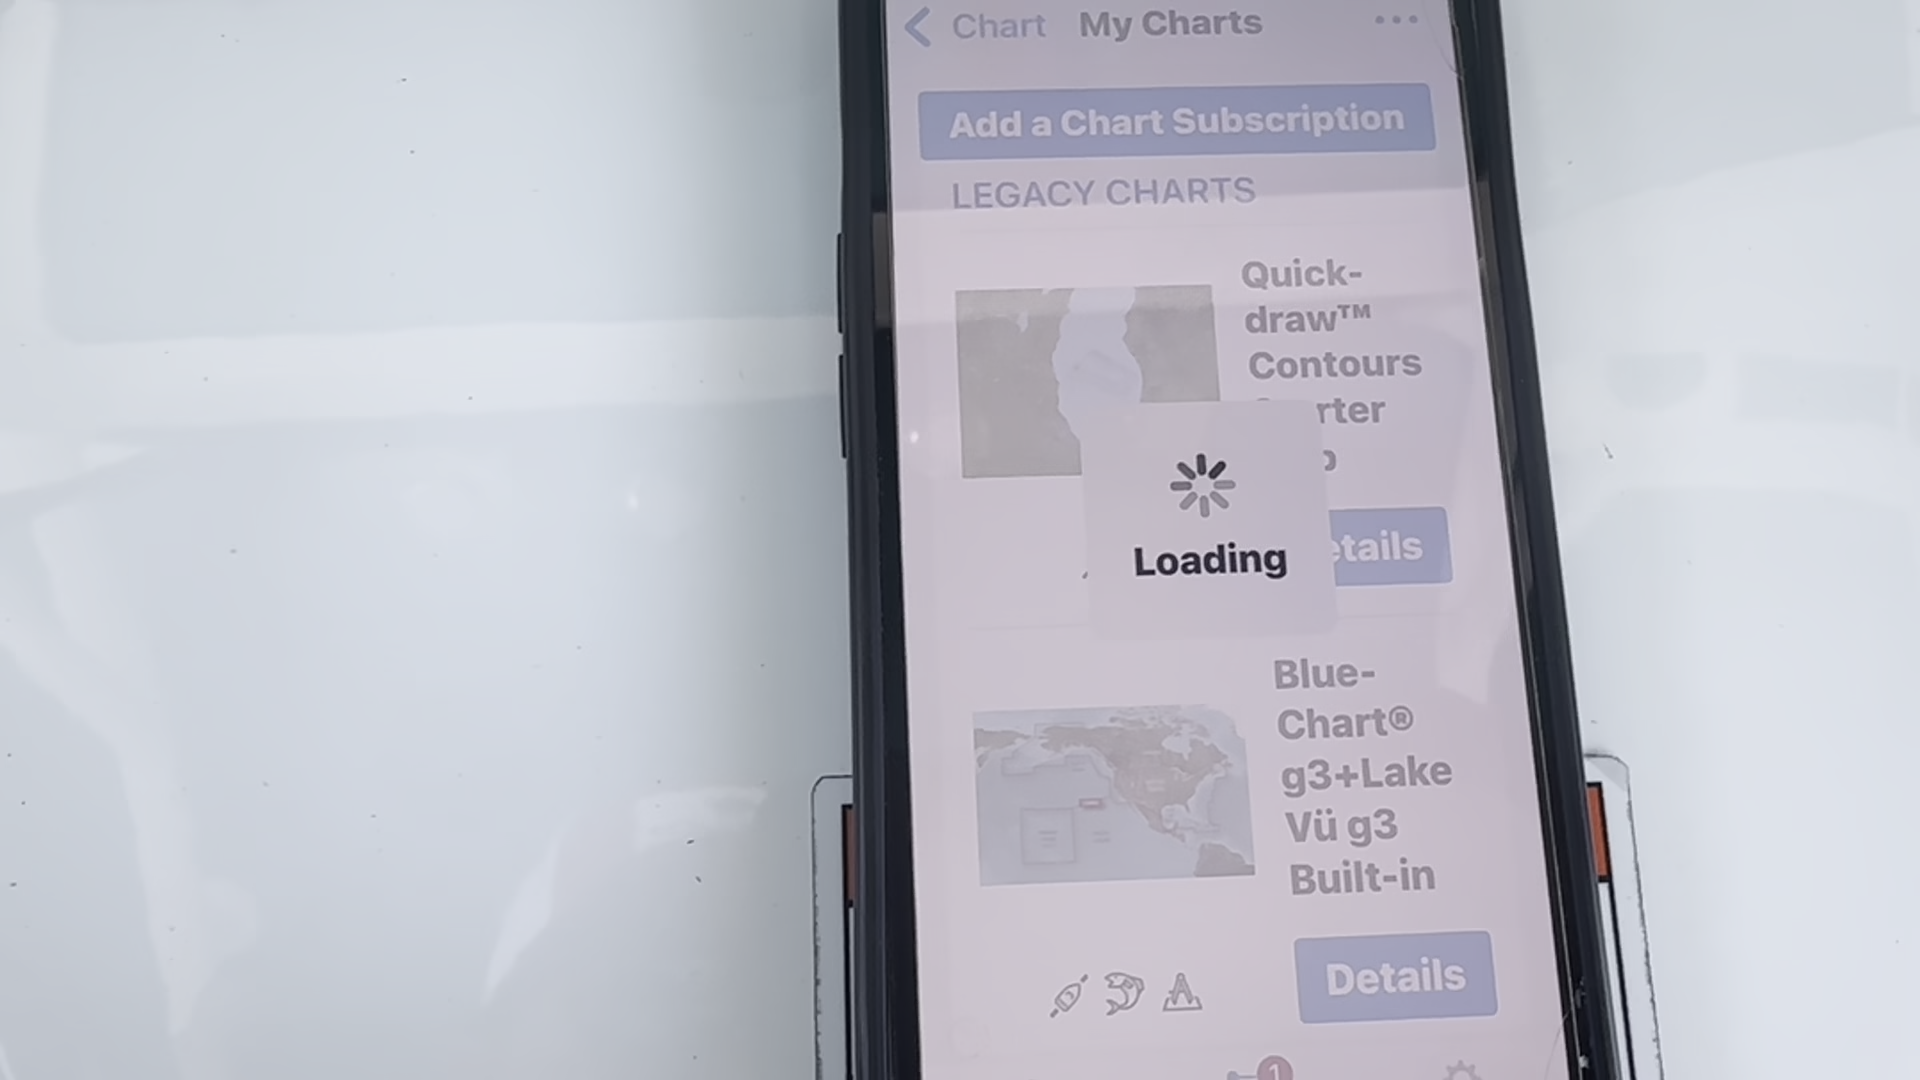 Chart My Charts
Add a Chart Subscription
LEGACY CHARTS
Quick-
draw™
Contours
Loading
Blue-
Chart®
g3+Lake
Vü g3
Built-in
Details
1